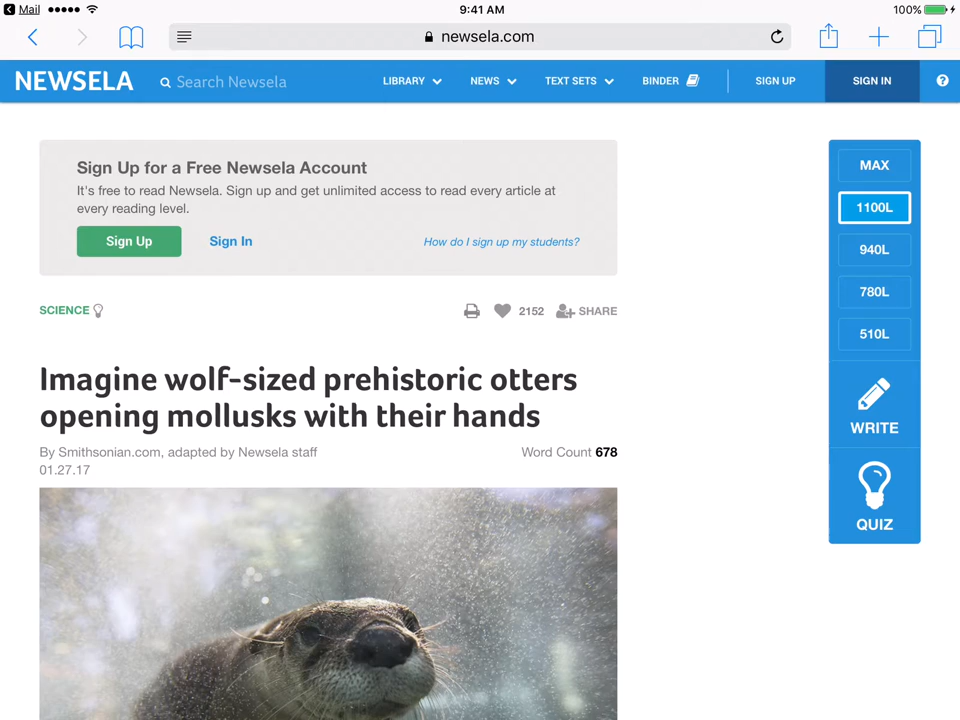 Mail 9:41 AM 100%
newsela.com
NEWSELA Search Newsela LIBRARY NEWS TEXT SETS BINDER SIGN UP SIGN IN ?
Sign Up for a Free Newsela Account
It's free to read Newsela. Sign up and get unlimited access to read every article at
every reading level.
Sign Up Sign In How do I sign up my students?
SCIENCE 2152 SHARE
Imagine wolf-sized prehistoric otters
opening mollusks with their hands
By Smithsonian.com, adapted by Newsela staff Word Count 678
01.27.17
MAX
1100L
940L
780L
510L
WRITE
QUIZ